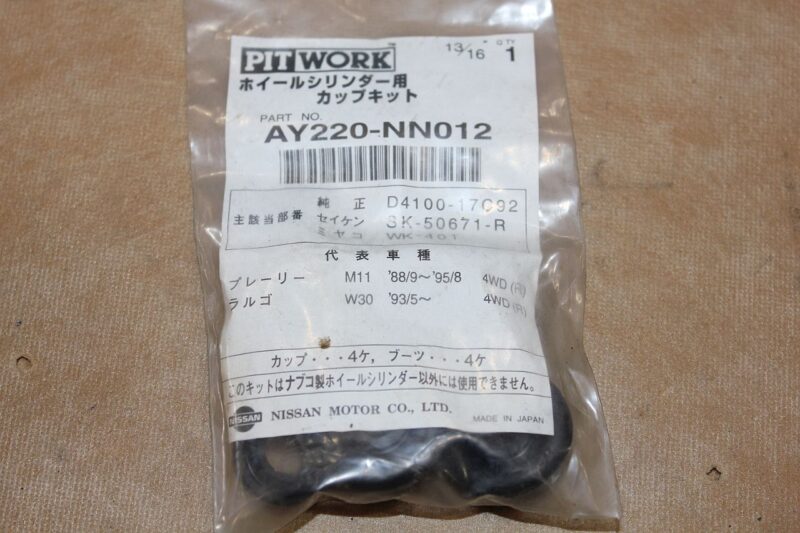 PIT WORK™ 13/16" Q'TY 1
ホイールシリンダー用
カップキット
PART NO.
AY220-NN012
主該当部番
純正 D4100-17C92
セイケン SK-50671-R
ミヤコ WK-401
代表車種
プレーリー M11 '88/9～'95/8 4WD (R)
ラルゴ W30 '93/5～ 4WD (R)
カップ・・・4ケ, ブーツ・・・4ケ
このキットはナブコ製ホイールシリンダー以外には使用できません。
NISSAN NISSAN MOTOR CO., LTD. MADE IN JAPAN